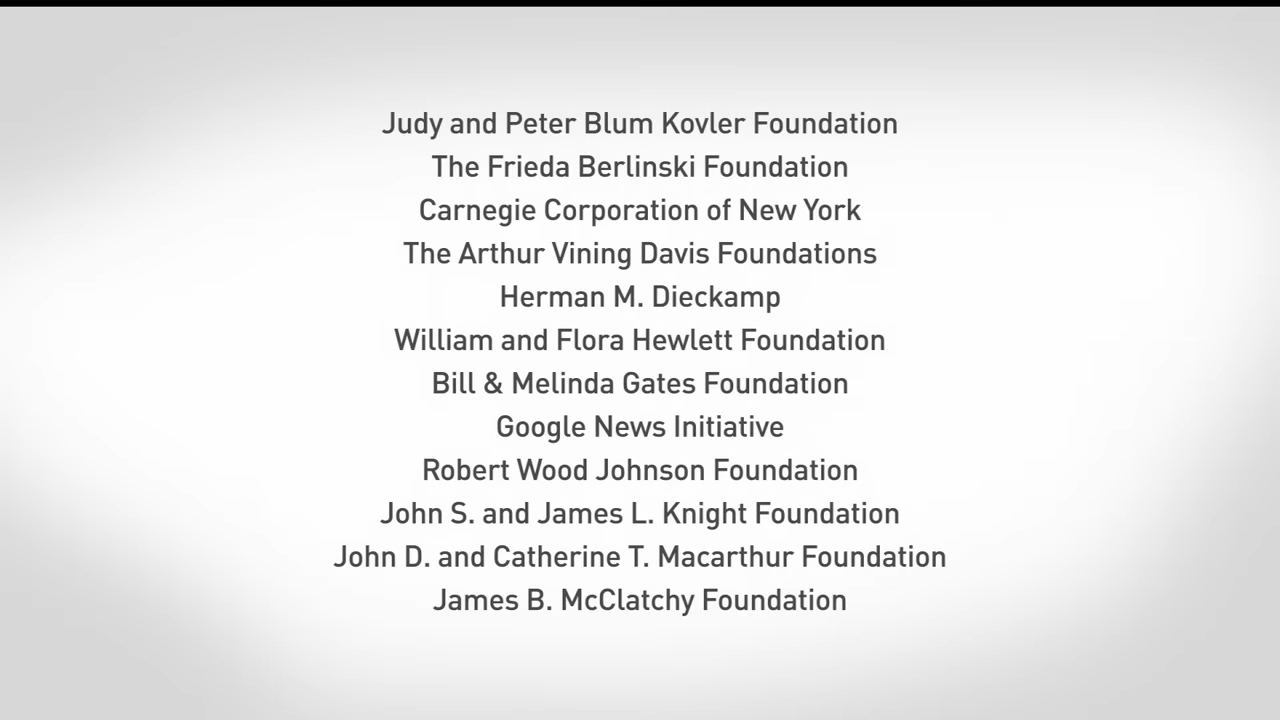 Judy and Peter Blum Kovler Foundation
The Frieda Berlinski Foundation
Carnegie Corporation of New York
The Arthur Vining Davis Foundations
Herman M. Dieckamp
William and Flora Hewlett Foundation
Bill & Melinda Gates Foundation
Google News Initiative
Robert Wood Johnson Foundation
John S. and James L. Knight Foundation
John D. and Catherine T. Macarthur Foundation
James B. McClatchy Foundation